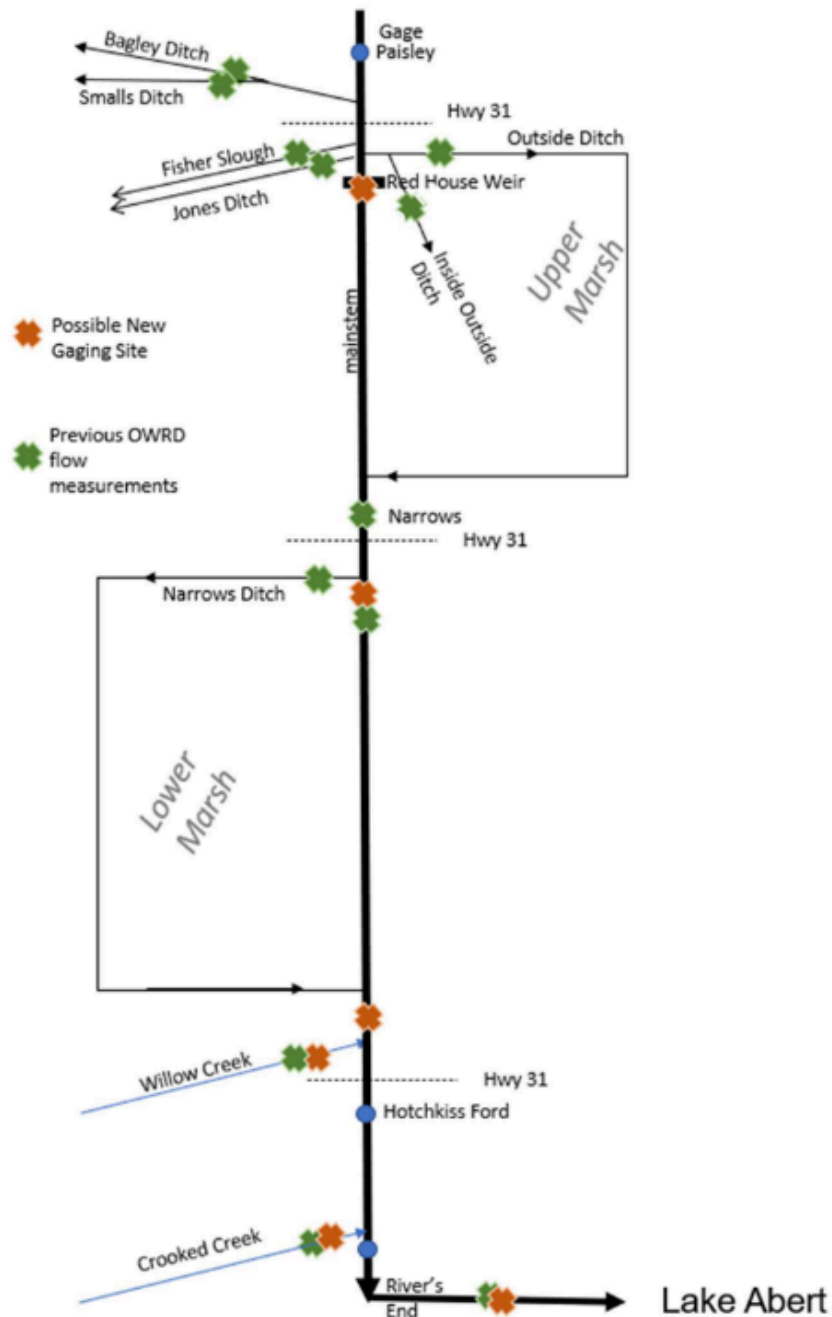 Gage
Paisley
Bagley Ditch
Smalls Ditch
Hwy 31
Outside Ditch
Fisher Slough
Jones Ditch
Red House Weir
Inside Outside
Ditch
Upper
Marsh
mainstem
Possible New
Gaging Site
Previous OWRD
flow
measurements
Narrows
Hwy 31
Narrows Ditch
Lower
Marsh
Willow Creek
Hwy 31
Hotchkiss Ford
Crooked Creek
River's
End
Lake Abert